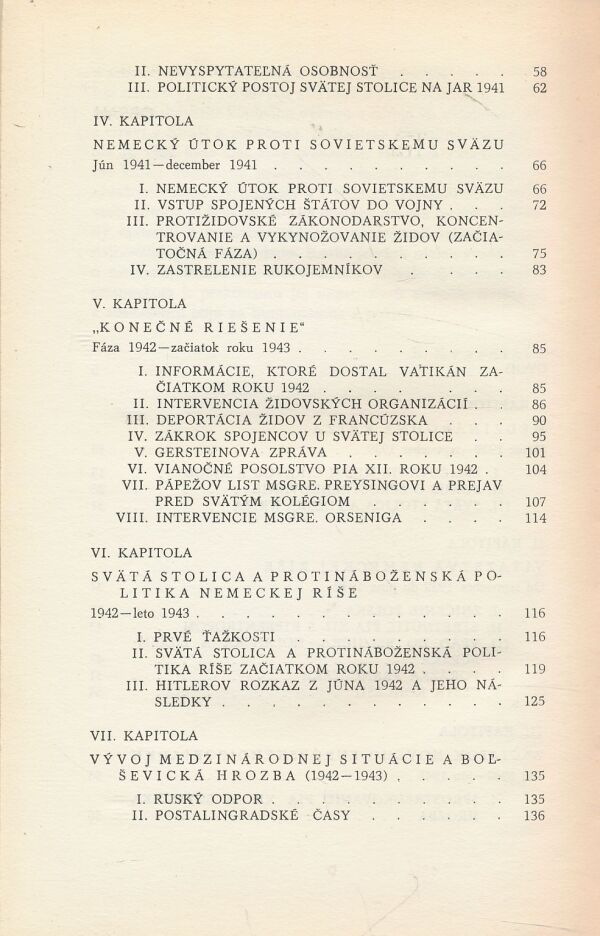 II. NEVYSPYTATEĽNÁ OSOBNOSŤ . . . . . 58
III. POLITICKÝ POSTOJ SVÄTEJ STOLICE NA JAR 1941 62
IV. KAPITOLA
NEMECKÝ ÚTOK PROTI SOVIETSKEMU SVÄZU
Jún 1941—december 1941 . . . . . . . . . . 66
I. NEMECKÝ ÚTOK PROTI SOVIETSKEMU SVÄZU 66
II. VSTUP SPOJENÝCH ŠTÁTOV DO VOJNY . . . 72
III. PROTIŽIDOVSKÉ ZÁKONODARSTVO, KONCEN-
TROVANIE A VYKYNOŽOVANIE ŽIDOV (ZAČIA-
TOČNÁ FÁZA) . . . . . . . . . . 75
IV. ZASTRELENIE RUKOJEMNÍKOV . . . . 83
V. KAPITOLA
„KONEČNÉ RIEŠENIE“
Fáza 1942—začiatok roku 1943 . . . . . . . . . 85
I. INFORMÁCIE, KTORÉ DOSTAL VATIKÁN ZA-
ČIATKOM ROKU 1942 . . . . . . . . 85
II. INTERVENCIA ŽIDOVSKÝCH ORGANIZÁCIÍ . . 86
III. DEPORTÁCIA ŽIDOV Z FRANCÚZSKA . . . 90
IV. ZÁKROK SPOJENCOV U SVÄTEJ STOLICE . . 95
V. GERSTEINOVA ZPRÁVA . . . . . . . 101
VI. VIANOČNÉ POSOLSTVO PIA XII. ROKU 1942 . 104
VII. PÁPEŽOV LIST MSGRE. PREYSINGOVI A PREJAV
PRED SVÄTÝM KOLÉGIOM . . . . . . 107
VIII. INTERVENCIE MSGRE. ORSENIGA . . . . 114
VI. KAPITOLA
SVÄTÁ STOLICA A PROTINÁBOŽENSKÁ PO-
LITIKA NEMECKEJ RÍŠE
1942—leto 1943 . . . . . . . . . . . . . 116
I. PRVÉ ŤAŽKOSTI . . . . . . . . . 116
II. SVÄTÁ STOLICA A PROTINÁBOŽENSKÁ POLI-
TIKA RÍŠE ZAČIATKOM ROKU 1942 . . . . 119
III. HITLEROV ROZKAZ Z JÚNA 1942 A JEHO NÁ-
SLEDKY . . . . . . . . . . . . 125
VII. KAPITOLA
VÝVOJ MEDZINÁRODNEJ SITUÁCIE A BOĽ-
ŠEVICKÁ HROZBA (1942—1943) . . . . . 135
I. RUSKÝ ODPOR . . . . . . . . . . 135
II. POSTALINGRADSKÉ ČASY . . . . . . 136